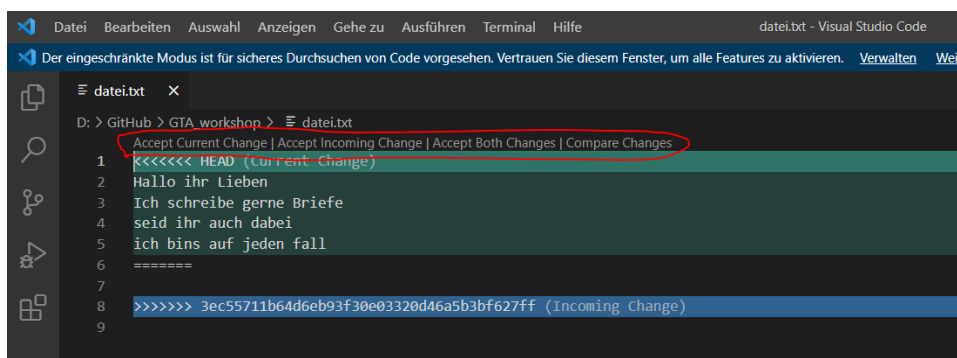 Datei Bearbeiten Auswahl Anzeigen Gehe zu Ausführen Terminal Hilfe datei.txt - Visual Studio Code
Der eingeschränkte Modus ist für sicheres Durchsuchen von Code vorgesehen. Vertrauen Sie diesem Fenster, um alle Features zu aktivieren. Verwalten Wei
datei.txt
D: > GitHub > GTA_workshop > datei.txt
Accept Current Change | Accept Incoming Change | Accept Both Changes | Compare Changes
1 <<<<<<< HEAD (Current Change)
2 Hallo ihr Lieben
3 Ich schreibe gerne Briefe
4 seid ihr auch dabei
5 ich bins auf jeden fall
6 =======
7
8 >>>>>>> 3ec55711b64d6eb93f30e03320d46a5b3bf627ff (Incoming Change)
9